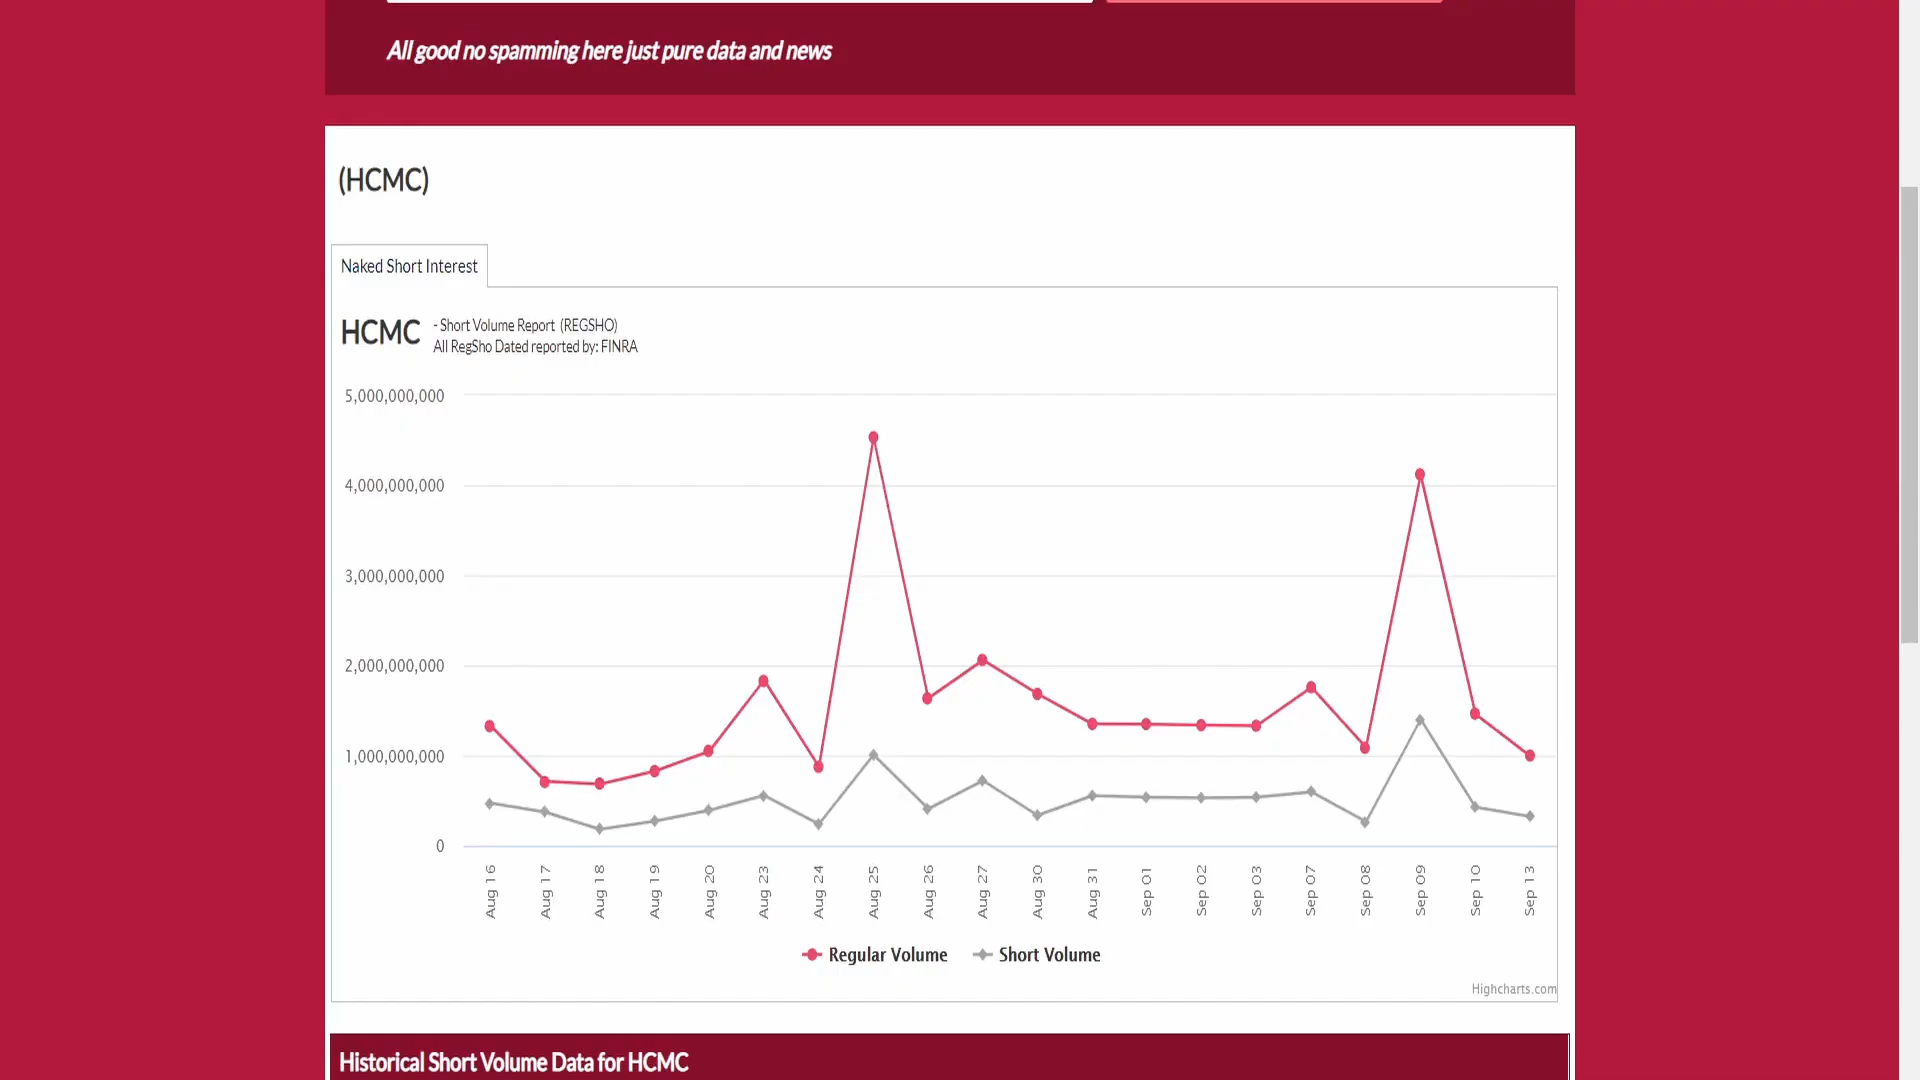 All good no spamming here just pure data and news
(HCMC)
Naked Short Interest
HCMC
- Short Volume Report (REGSHO)
All RegSho Dated reported by: FINRA
5,000,000,000
4,000,000,000
3,000,000,000
2,000,000,000
1,000,000,000
0
Aug 16
Aug 17
Aug 18
Aug 19
Aug 20
Aug 23
Aug 24
Aug 25
Aug 26
Aug 27
Aug 30
Aug 31
Sep 01
Sep 02
Sep 03
Sep 07
Sep 08
Sep 09
Sep 10
Sep 13
Regular Volume
Short Volume
Highcharts.com
Historical Short Volume Data for HCMC